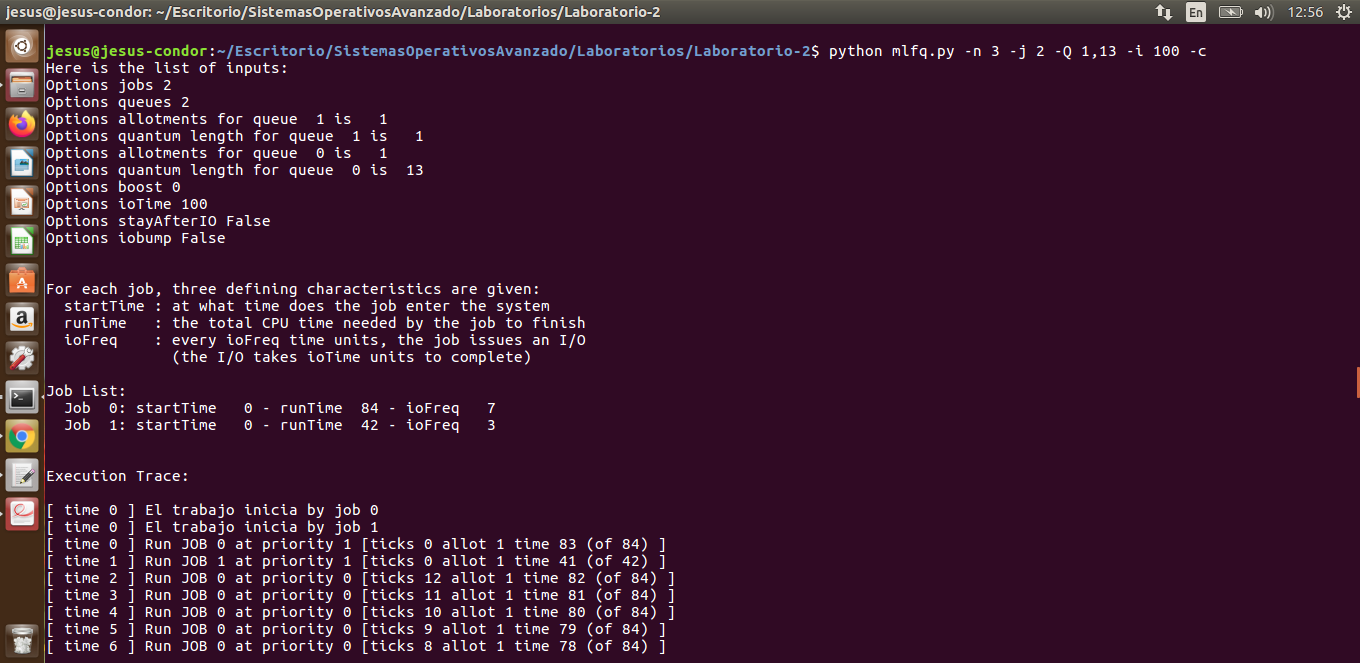 jesus@jesus-condor: ~/Escritorio/SistemasOperativosAvanzado/Laboratorios/Laboratorio-2
En
12:56
jesus@jesus-condor:~/Escritorio/SistemasOperativosAvanzado/Laboratorios/Laboratorio-2$ python mlfq.py -n 3 -j 2 -Q 1,13 -i 100 -c
Here is the list of inputs:
Options jobs 2
Options queues 2
Options allotments for queue  1 is   1
Options quantum length for queue  1 is   1
Options allotments for queue  0 is   1
Options quantum length for queue  0 is  13
Options boost 0
Options ioTime 100
Options stayAfterIO False
Options iobump False
For each job, three defining characteristics are given:
  startTime : at what time does the job enter the system
  runTime   : the total CPU time needed by the job to finish
  ioFreq    : every ioFreq time units, the job issues an I/O
              (the I/O takes ioTime units to complete)
Job List:
  Job  0: startTime   0 - runTime  84 - ioFreq   7
  Job  1: startTime   0 - runTime  42 - ioFreq   3
Execution Trace:
[ time 0 ] El trabajo inicia by job 0
[ time 0 ] El trabajo inicia by job 1
[ time 0 ] Run JOB 0 at priority 1 [ticks 0 allot 1 time 83 (of 84) ]
[ time 1 ] Run JOB 1 at priority 1 [ticks 0 allot 1 time 41 (of 42) ]
[ time 2 ] Run JOB 0 at priority 0 [ticks 12 allot 1 time 82 (of 84) ]
[ time 3 ] Run JOB 0 at priority 0 [ticks 11 allot 1 time 81 (of 84) ]
[ time 4 ] Run JOB 0 at priority 0 [ticks 10 allot 1 time 80 (of 84) ]
[ time 5 ] Run JOB 0 at priority 0 [ticks 9 allot 1 time 79 (of 84) ]
[ time 6 ] Run JOB 0 at priority 0 [ticks 8 allot 1 time 78 (of 84) ]